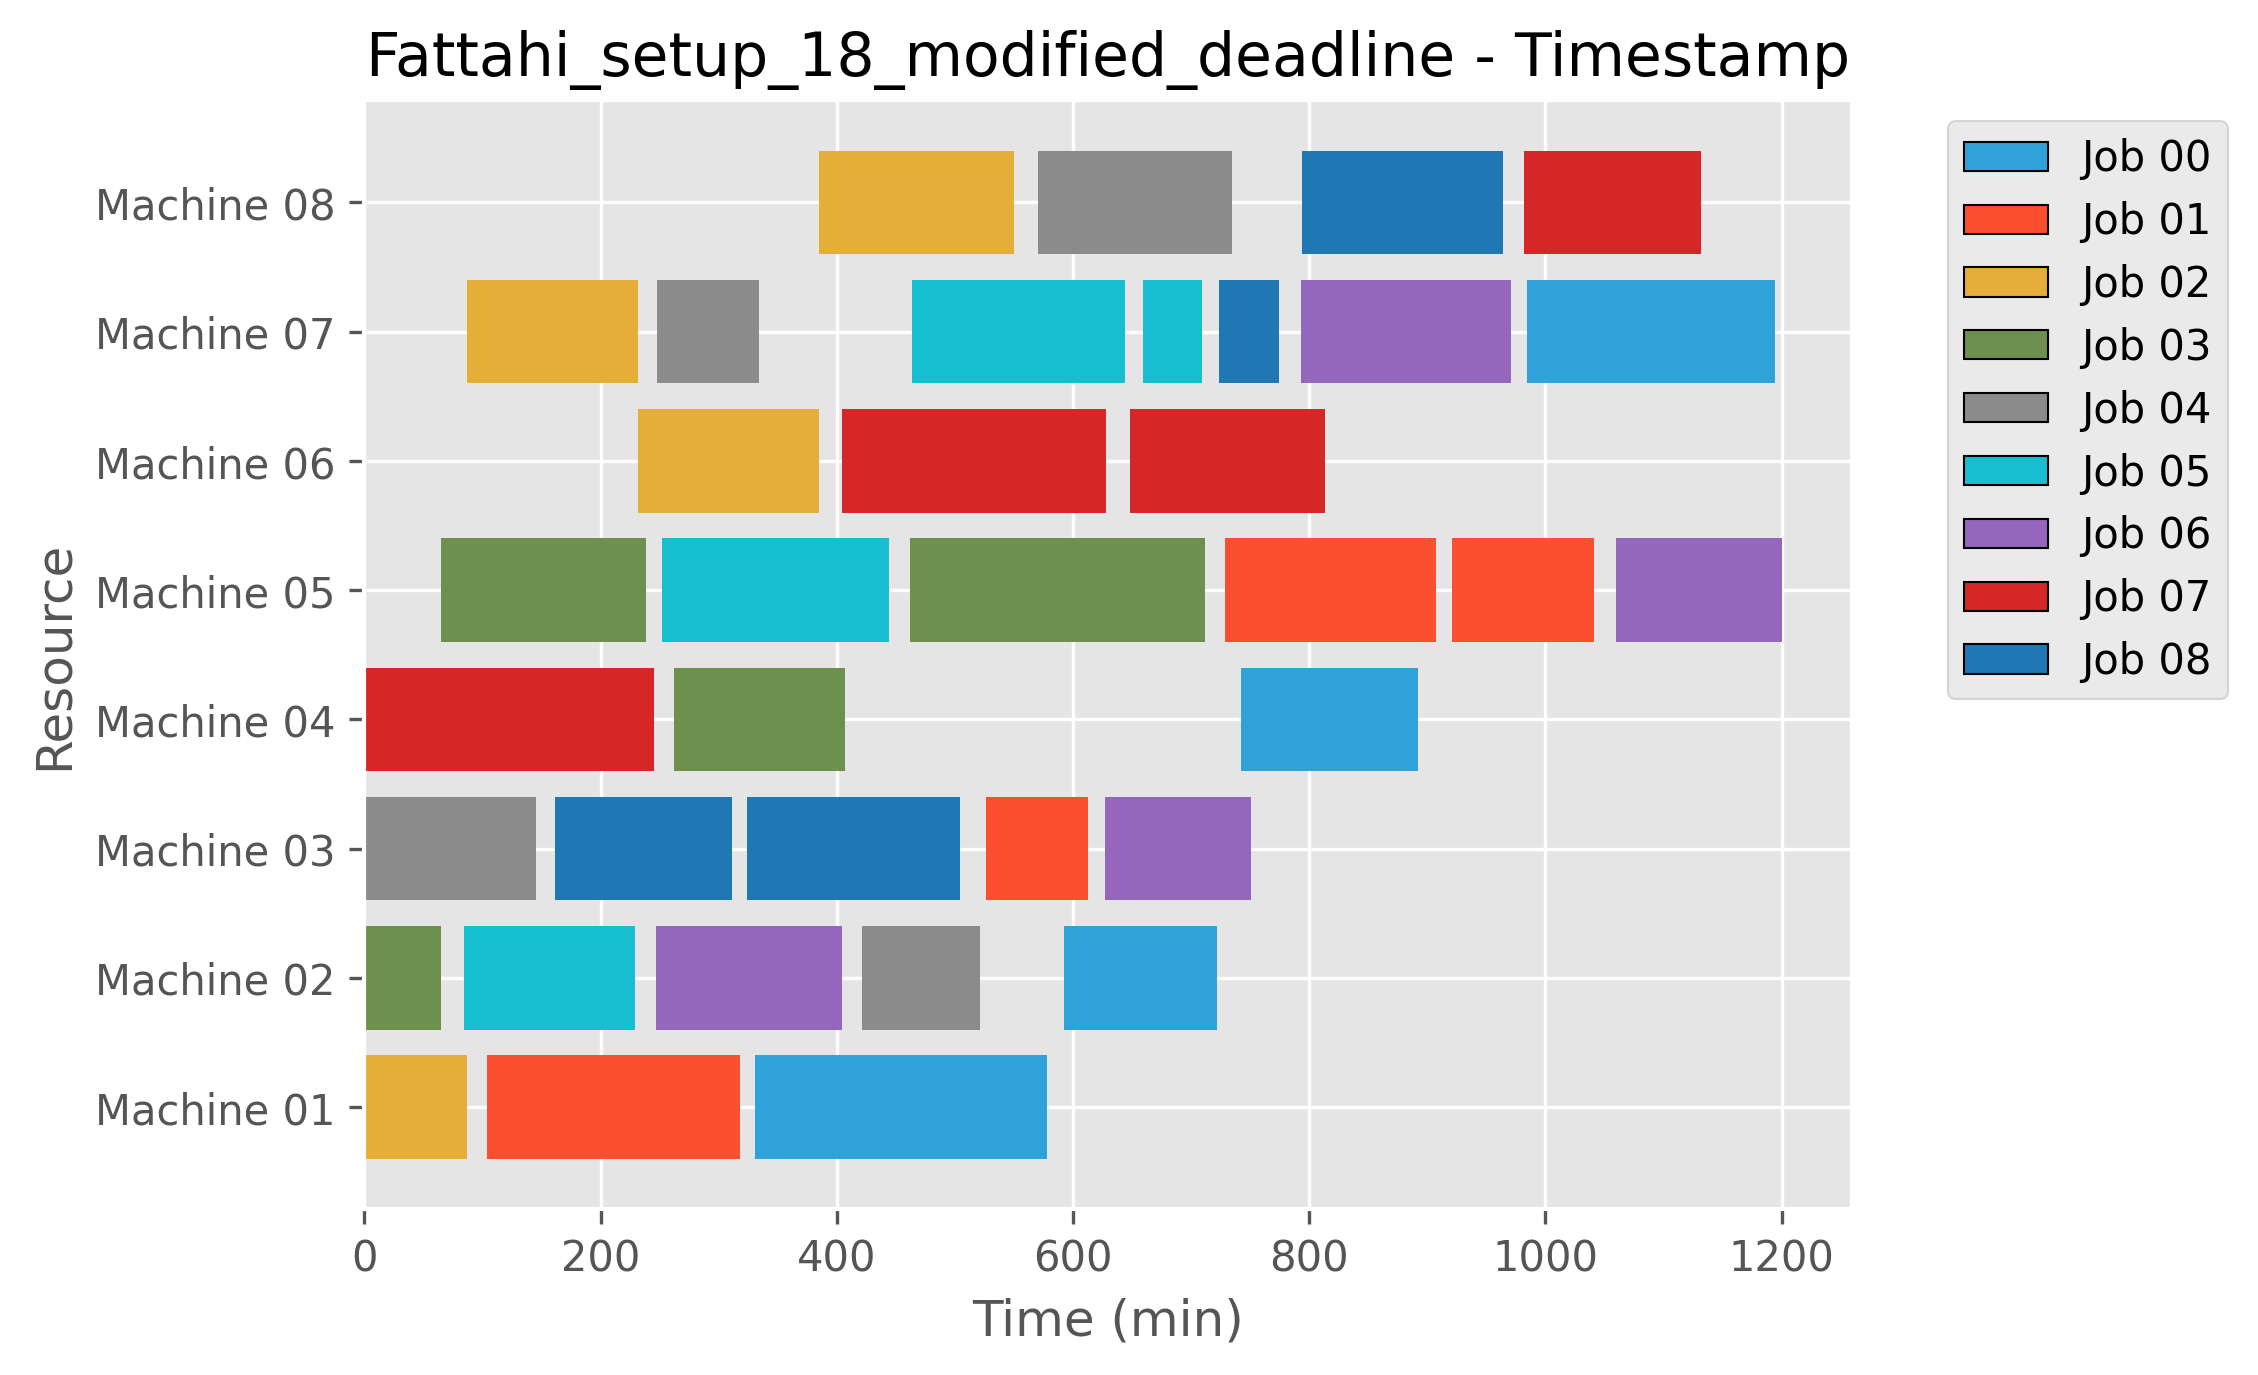 Fattahi_setup_18_modified_deadline - Timestamp
Resource
Machine 08
Machine 07
Machine 06
Machine 05
Machine 04
Machine 03
Machine 02
Machine 01
0 200 400 600 800 1000 1200
Time (min)
Job 00
Job 01
Job 02
Job 03
Job 04
Job 05
Job 06
Job 07
Job 08